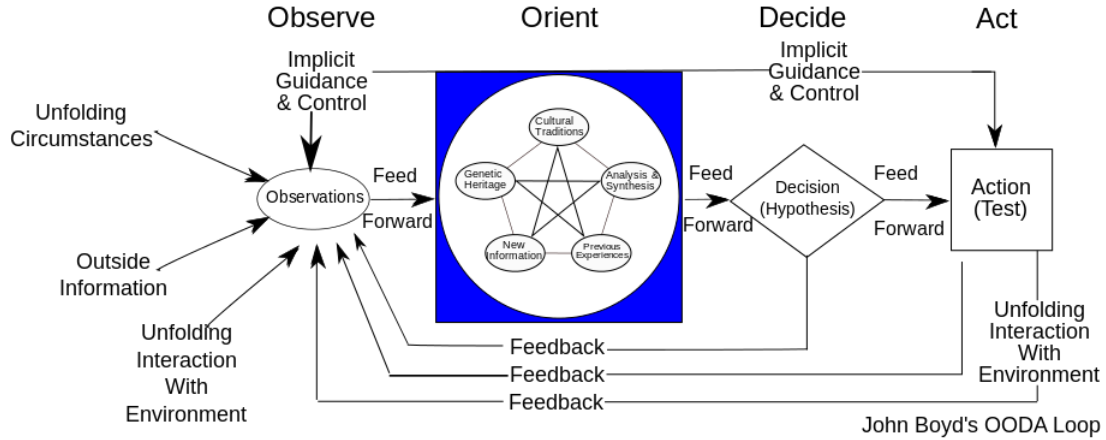 Observe
Orient
Decide
Act
Implicit
Guidance
& Control
Implicit
Guidance
& Control
Unfolding
Circumstances
Observations
Outside
Information
Unfolding
Interaction
With
Environment
Feed
Forward
Cultural
Traditions
Genetic
Heritage
Analysis &
Synthesis
New
Information
Previous
Experiences
Feed
Forward
Decision
(Hypothesis)
Feed
Forward
Action
(Test)
Unfolding
Interaction
With
Environment
Feedback
Feedback
Feedback
John Boyd's OODA Loop